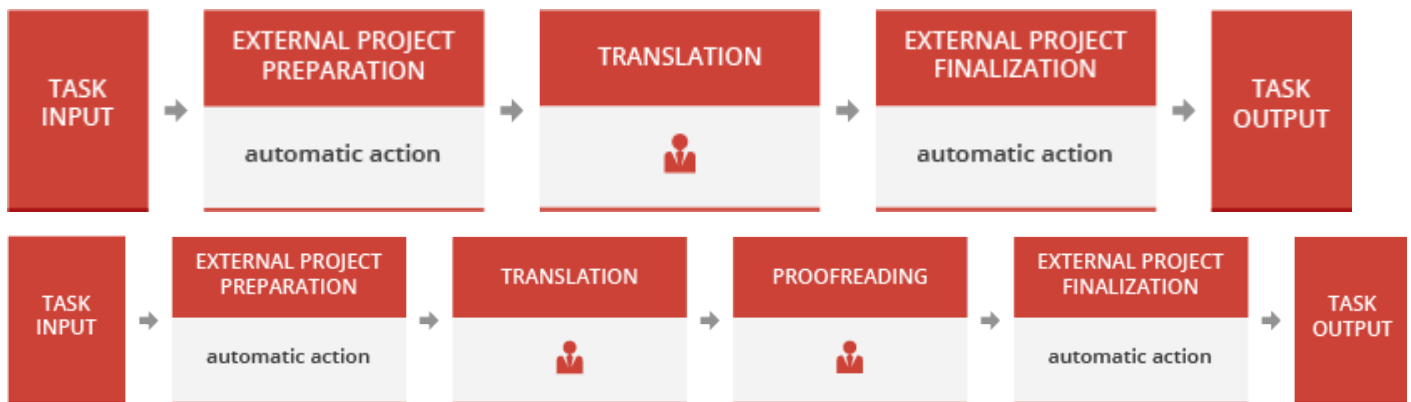 TASK
INPUT
EXTERNAL PROJECT
PREPARATION
automatic action
TRANSLATION
EXTERNAL PROJECT
FINALIZATION
automatic action
TASK
OUTPUT
TASK
INPUT
EXTERNAL PROJECT
PREPARATION
automatic action
TRANSLATION
PROOFREADING
EXTERNAL PROJECT
FINALIZATION
automatic action
TASK
OUTPUT